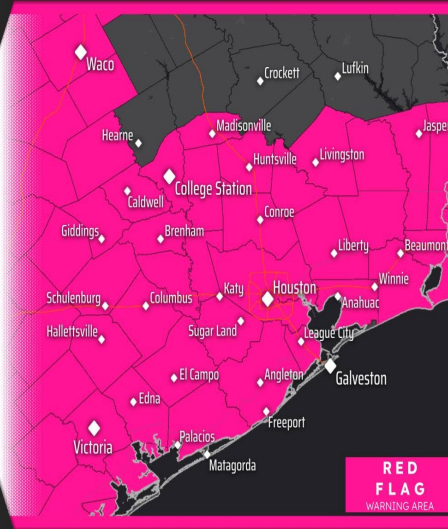 Waco
Crockett
Lufkin
Hearne
Madisonville
Jaspe
Huntsville
Livingston
College Station
Caldwell
Conroe
Giddings
Brenham
Liberty
Beaumont
Winnie
Schulenburg
Columbus
Katy
Houston
Anahuac
Hallettsville
Sugar Land
League City
El Campo
Angleton
Galveston
Edna
Freeport
Victoria
Palacios
Matagorda
RED
FLAG
WARNING AREA